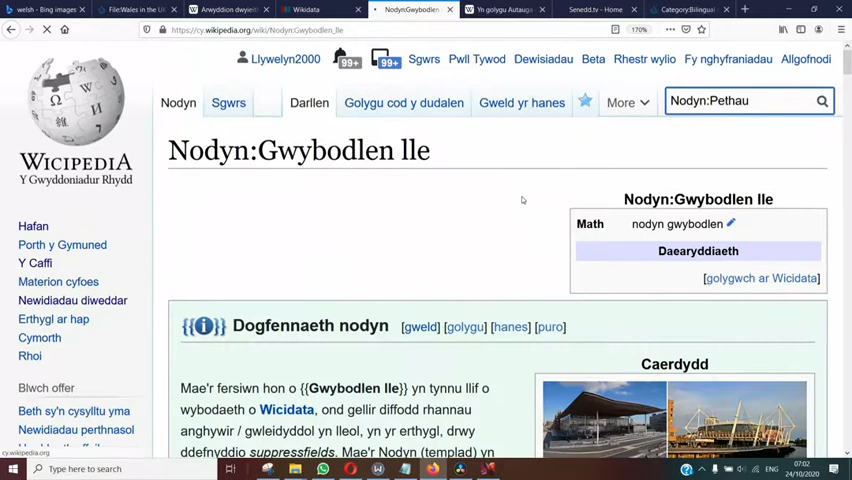 welsh - Bing images
File:Wales in the U
Arwyddion dwyieith
Wikidata
Nodyn:Gwybodlen
Yn golygu Autauga
Senedd.tv - Home
Category:Bilingual
https://cy.wikipedia.org/wiki/Nodyn:Gwybodlen_lle
170%
Llywelyn2000
99+
99+
Sgwrs
Pwll Tywod
Dewisiadau
Beta
Rhestr wylio
Fy nghyfraniadau
Allgofnodi
Nodyn
Sgwrs
Darllen
Golygu cod y dudalen
Gweld yr hanes
More
Nodyn:Pethau
WICIPEDIA
Y Gwyddoniadur Rhydd
Nodyn:Gwybodlen lle
Nodyn:Gwybodlen lle
Math nodyn gwybodlen
Daearyddiaeth
[golygwch ar Wicidata]
Hafan
Porth y Gymuned
Y Caffi
Materion cyfoes
Newidiadau diweddar
Erthygl ar hap
Cymorth
Rhoi
Blwch offer
Beth sy'n cysylltu yma
Newidiadau perthnasol
{{i}} Dogfennaeth nodyn [gweld] [golygu] [hanes] [puro]
Mae'r fersiwn hon o {{Gwybodlen lle}} yn tynnu llif o
wybodaeth o Wicidata, ond gellir diffodd rhannau
anghywir / gwleidyddol yn lleol, yn yr erthygl, drwy
ddefnyddio suppressfields. Mae'r Nodyn (templad) yn
Caerdydd
cy.wikipedia.org
Type here to search
ENG
07:02
24/10/2020